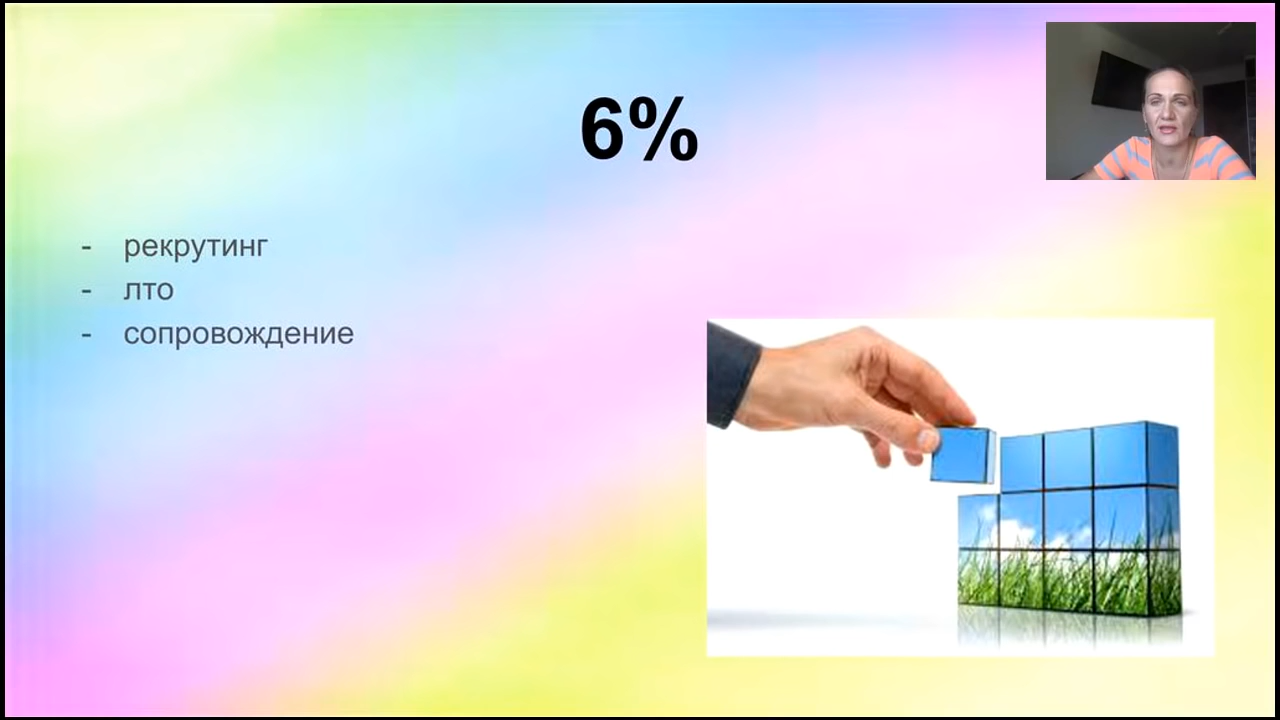 6%
- рекрутинг
- лто
- сопровождение